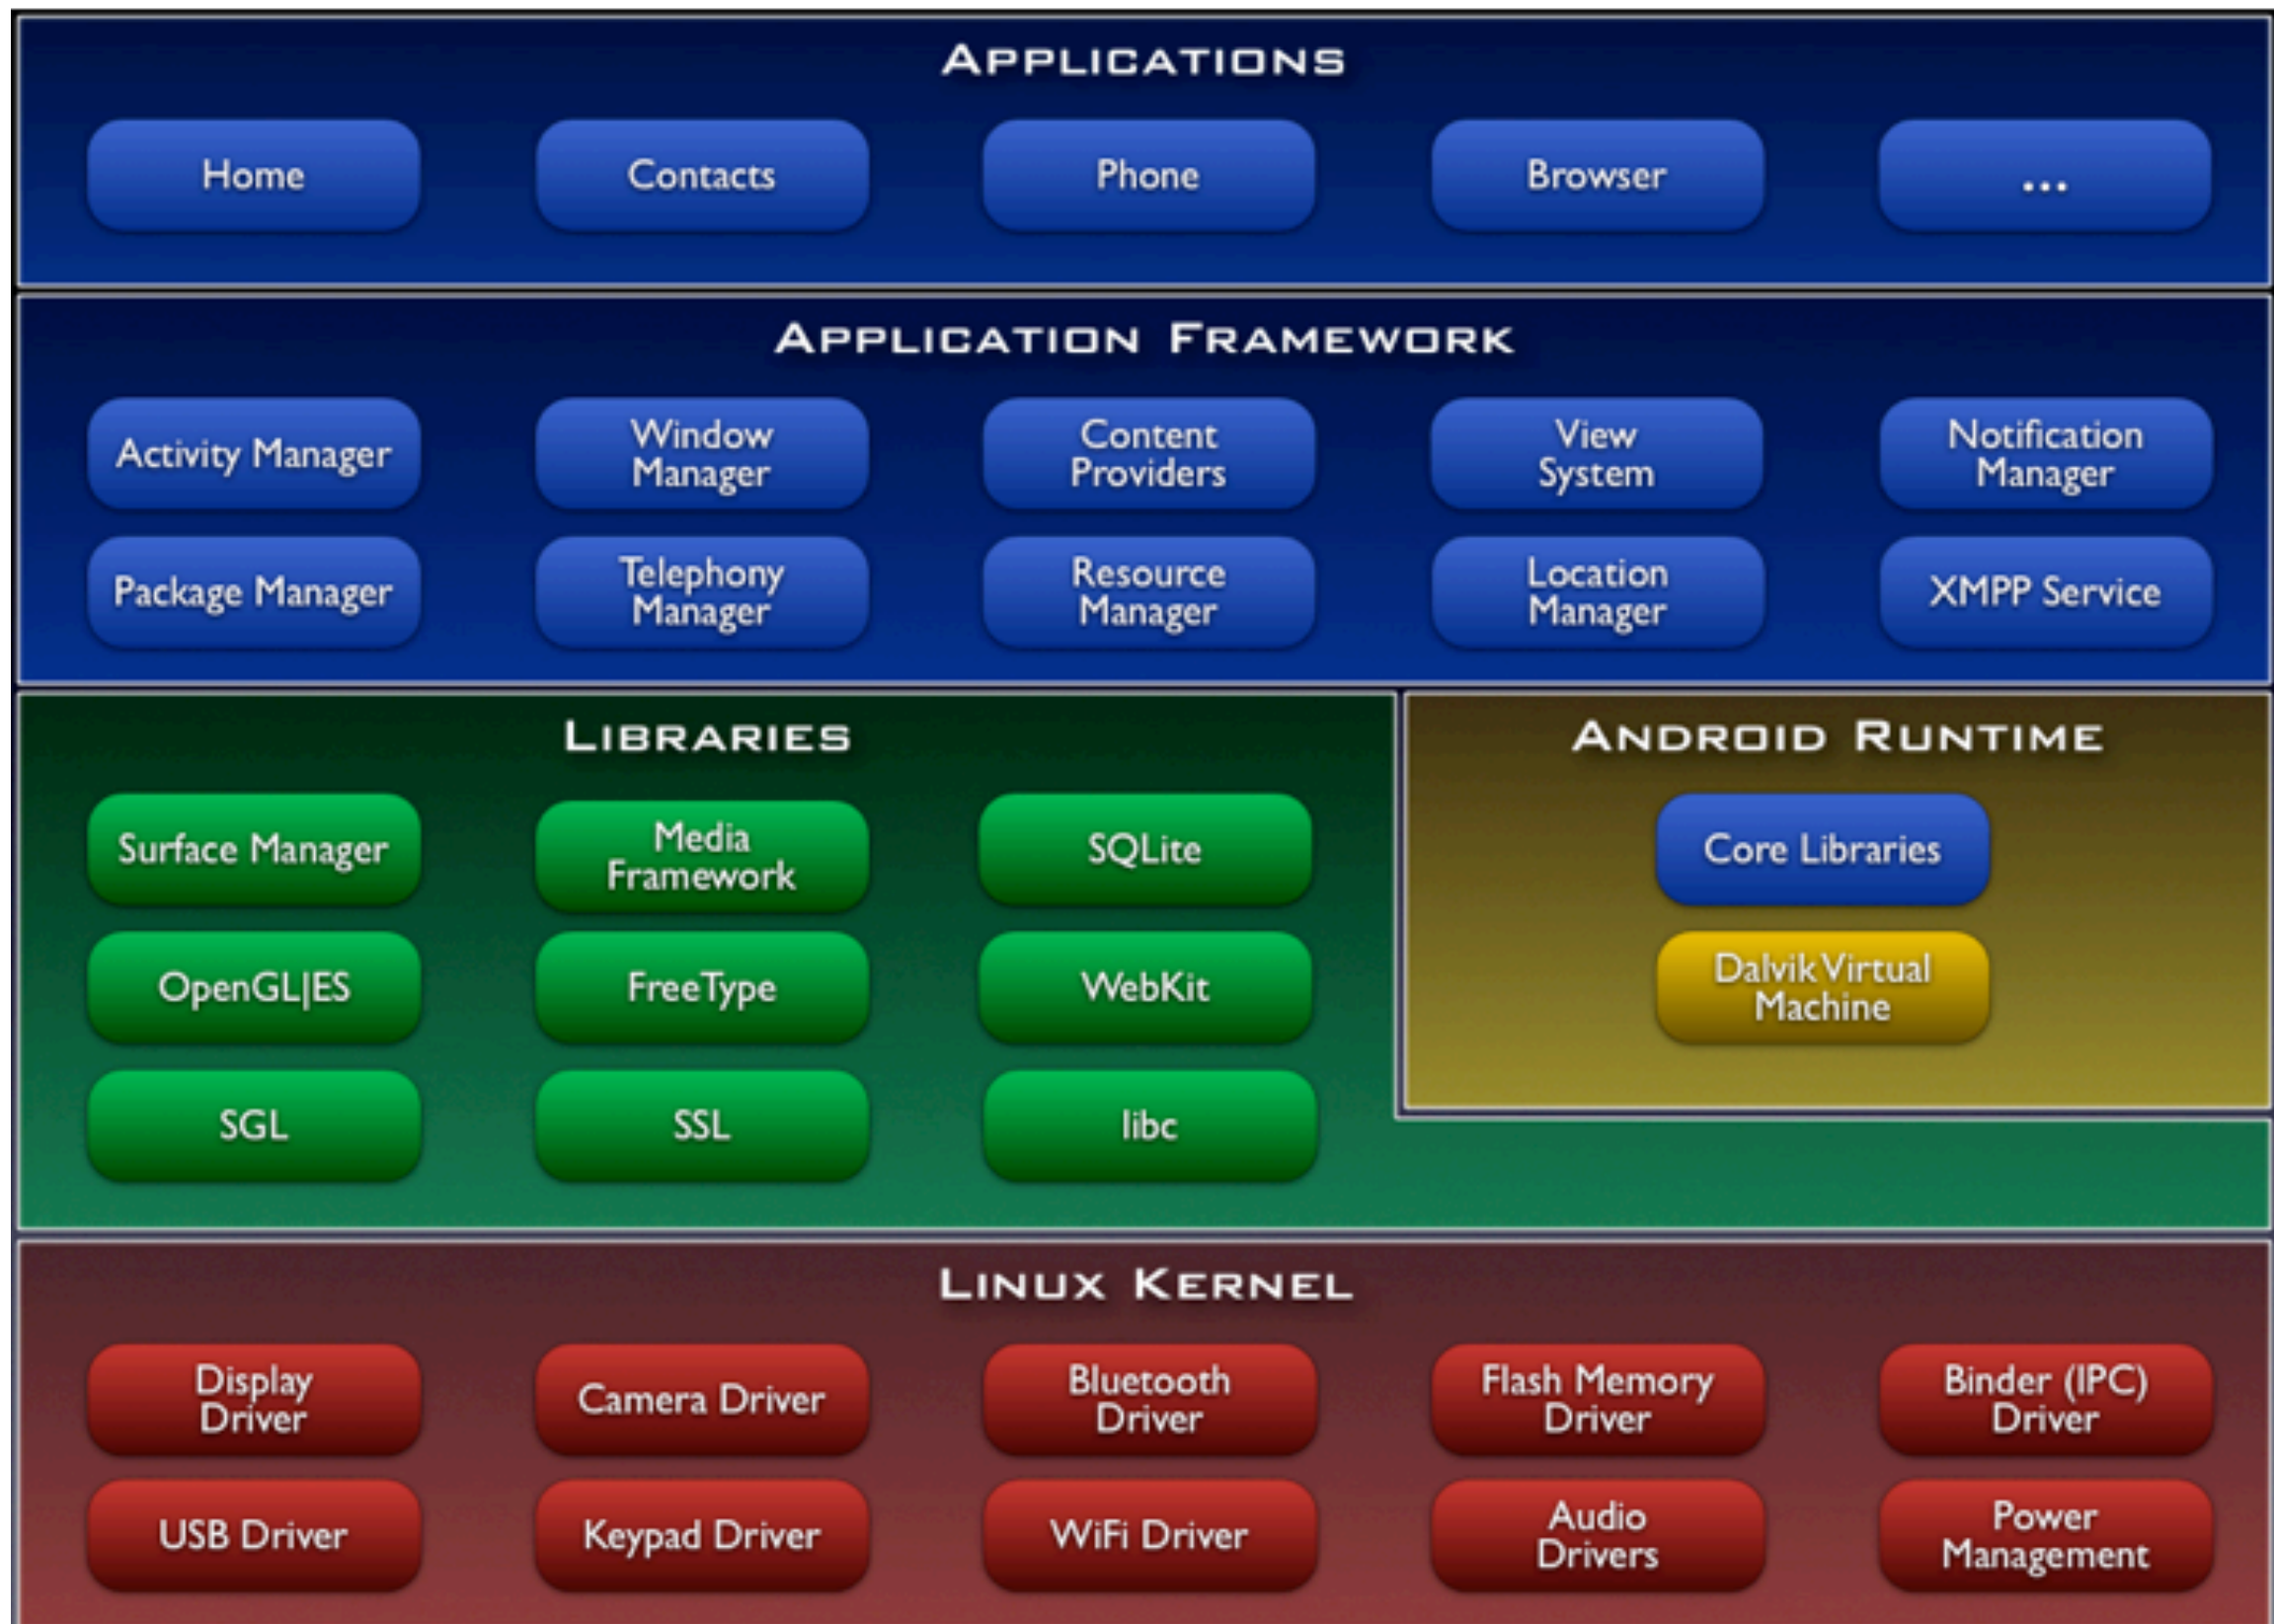 APPLICATIONS
Home
Contacts
Phone
Browser
...
APPLICATION FRAMEWORK
Activity Manager
Window
Manager
Content
Providers
View
System
Notification
Manager
Package Manager
Telephony
Manager
Resource
Manager
Location
Manager
XMPP Service
LIBRARIES
Surface Manager
Media
Framework
SQLite
OpenGL|ES
FreeType
WebKit
SGL
SSL
libc
ANDROID RUNTIME
Core Libraries
Dalvik Virtual
Machine
LINUX KERNEL
Display
Driver
Camera Driver
Bluetooth
Driver
Flash Memory
Driver
Binder (IPC)
Driver
USB Driver
Keypad Driver
WiFi Driver
Audio
Drivers
Power
Management